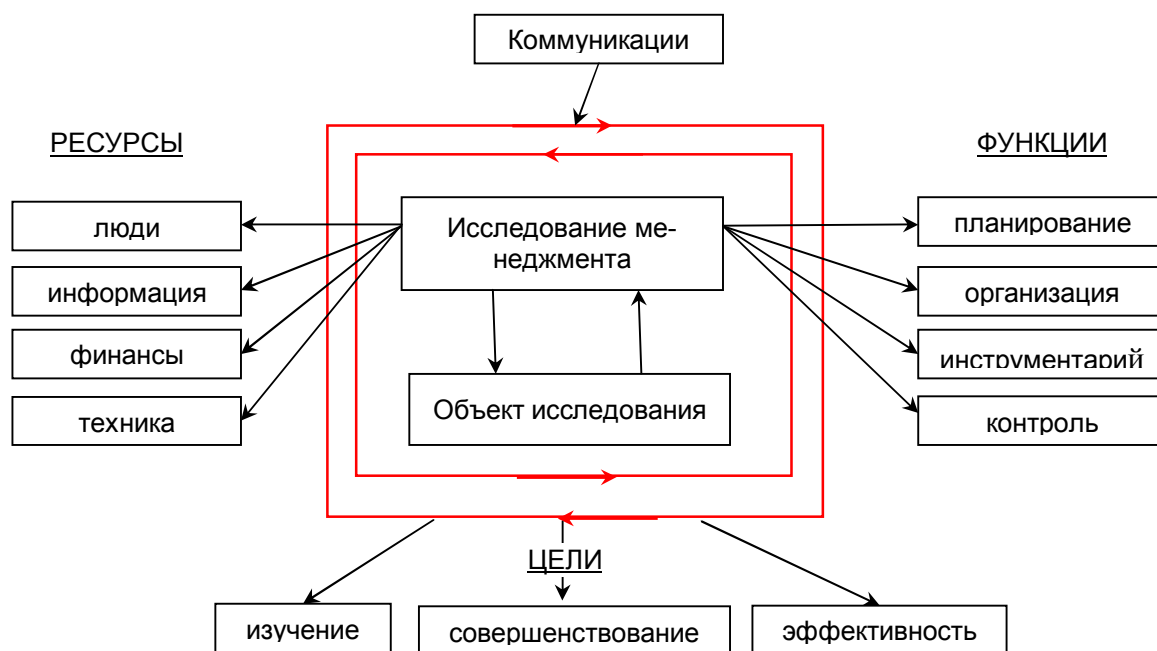 Коммуникации
РЕСУРСЫ
ФУНКЦИИ
люди
информация
финансы
техника
Исследование ме-
неджмента
Объект исследования
планирование
организация
инструментарий
контроль
ЦЕЛИ
изучение
совершенствование
эффективность